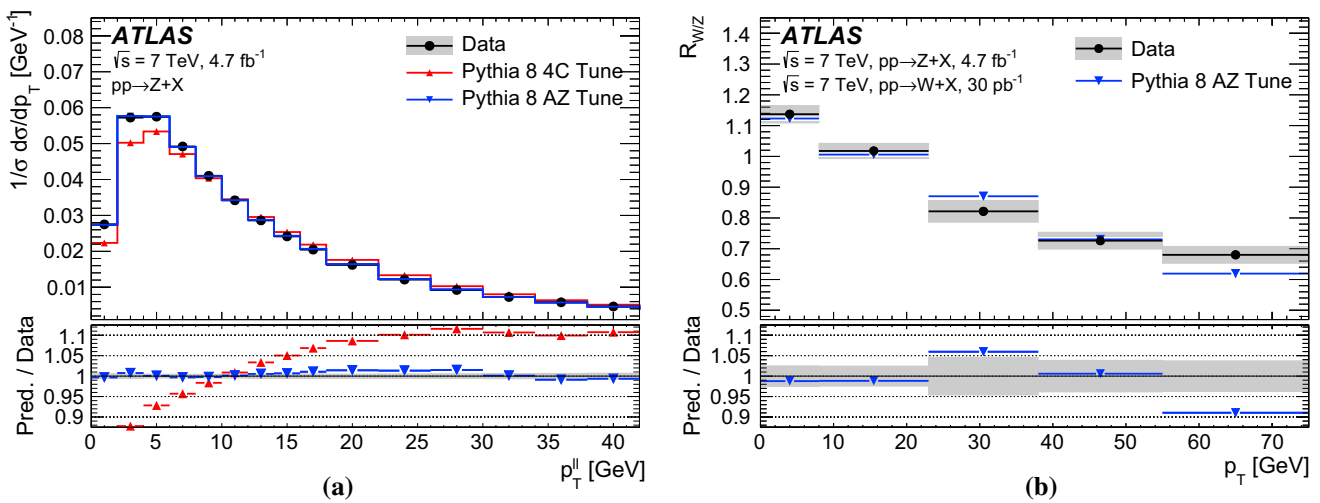 1/σ dσ/dp_T [GeV⁻¹]
0.08
0.07
0.06
0.05
0.04
0.03
0.02
0.01
ATLAS
√s = 7 TeV, 4.7 fb⁻¹
pp→Z+X
Data
Pythia 8 4C Tune
Pythia 8 AZ Tune
Pred. / Data
1.1
1.05
1
0.95
0.9
0 5 10 15 20 25 30 35 40
p_T^ll [GeV]
(a)
R_W/Z
1.4
1.3
1.2
1.1
1
0.9
0.8
0.7
0.6
0.5
ATLAS
√s = 7 TeV, pp→Z+X, 4.7 fb⁻¹
√s = 7 TeV, pp→W+X, 30 pb⁻¹
Data
Pythia 8 AZ Tune
Pred. / Data
1.1
1.05
1
0.95
0.9
0 10 20 30 40 50 60 70
p_T [GeV]
(b)